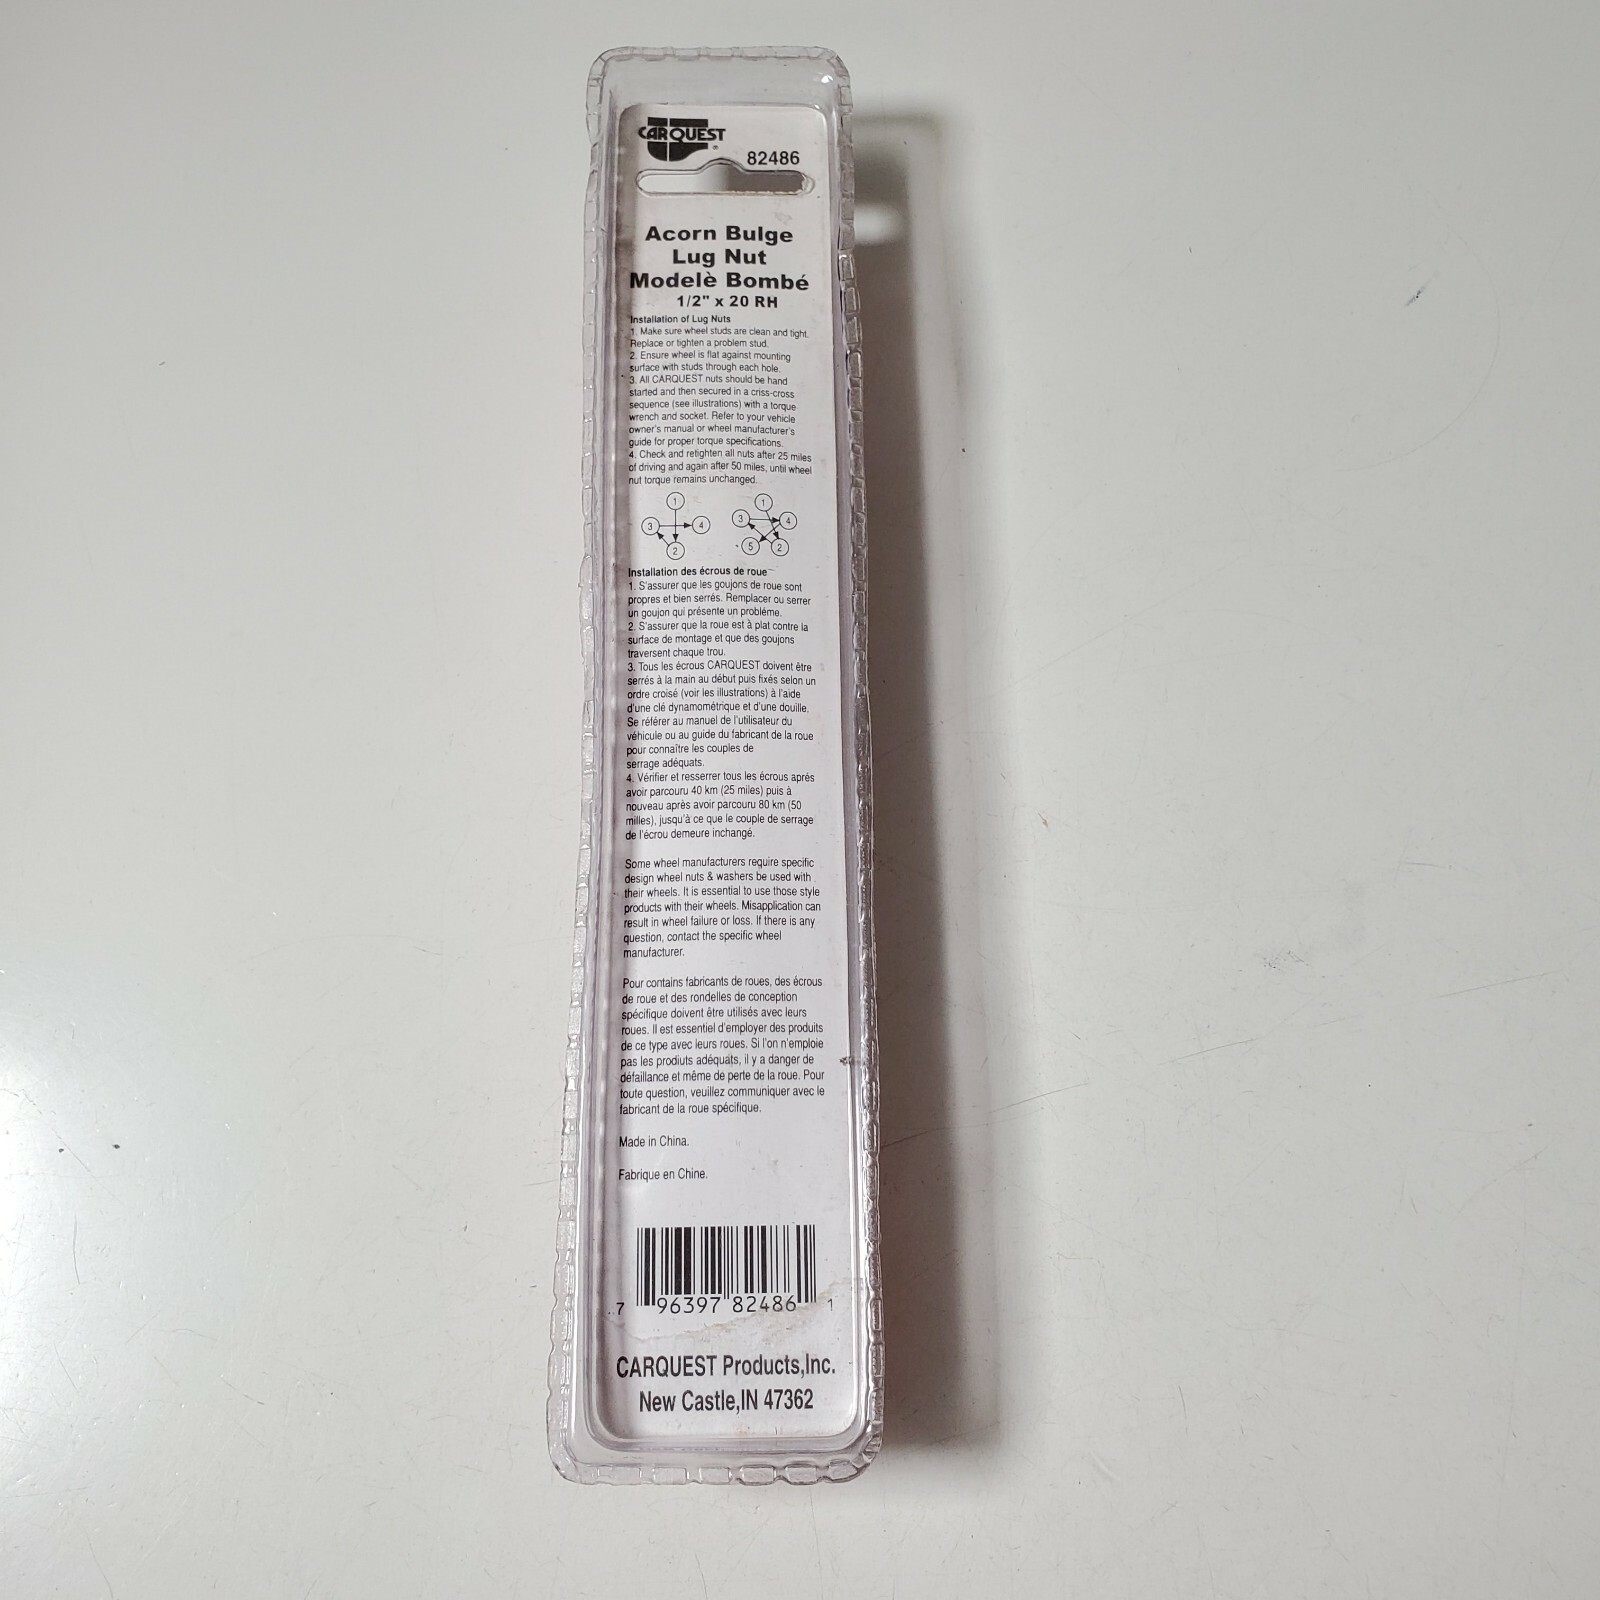 CARQUEST
®
82486
Acorn Bulge
Lug Nut
Modelè Bombé
1/2" x 20 RH
Installation of Lug Nuts
1. Make sure wheel studs are clean and tight.
Replace or tighten a problem stud.
2. Ensure wheel is flat against mounting
surface with studs through each hole.
3. All CARQUEST nuts should be hand
started and then secured in a criss-cross
sequence (see illustrations) with a torque
wrench and socket. Refer to your vehicle
owner's manual or wheel manufacturer's
guide for proper torque specifications.
4. Check and retighten all nuts after 25 miles
of driving and again after 50 miles, until wheel
nut torque remains unchanged.
1 1
3 4 3 4
2 5 2
Installation des écrous de roue
1. S'assurer que les goujons de roue sont
propres et bien serrés. Remplacer ou serrer
un goujon qui présente un problème.
2. S'assurer que la roue est à plat contre la
surface de montage et que des goujons
traversent chaque trou.
3. Tous les écrous CARQUEST doivent être
serrés à la main au début puis fixés selon un
ordre croisé (voir les illustrations) à l'aide
d'une clé dynamométrique et d'une douille.
Se référer au manuel de l'utilisateur du
véhicule ou au guide du fabricant de la roue
pour connaître les couples de
serrage adéquats.
4. Vérifier et resserrer tous les écrous aprés
avoir parcouru 40 km (25 miles) puis à
nouveau après avoir parcouru 80 km (50
milles), jusqu'à ce que le couple de serrage
de l'écrou demeure inchangé.
Some wheel manufacturers require specific
design wheel nuts & washers be used with
their wheels. It is essential to use those style
products with their wheels. Misapplication can
result in wheel failure or loss. If there is any
question, contact the specific wheel
manufacturer.
Pour contains fabricants de roues, des écrous
de roue et des rondelles de conception
spécifique doivent être utilisés avec leurs
roues. Il est essentiel d'employer des produits
de ce type avec leurs roues. Si l'on n'emploie
pas les prodiuts adéquats, il y a danger de
défaillance et même de perte de la roue. Pour
toute question, veuillez communiquer avec le
fabricant de la roue spécifique.
Made in China.
Fabrique en Chine.
7 96397 82486 1
CARQUEST Products,Inc.
New Castle,IN 47362